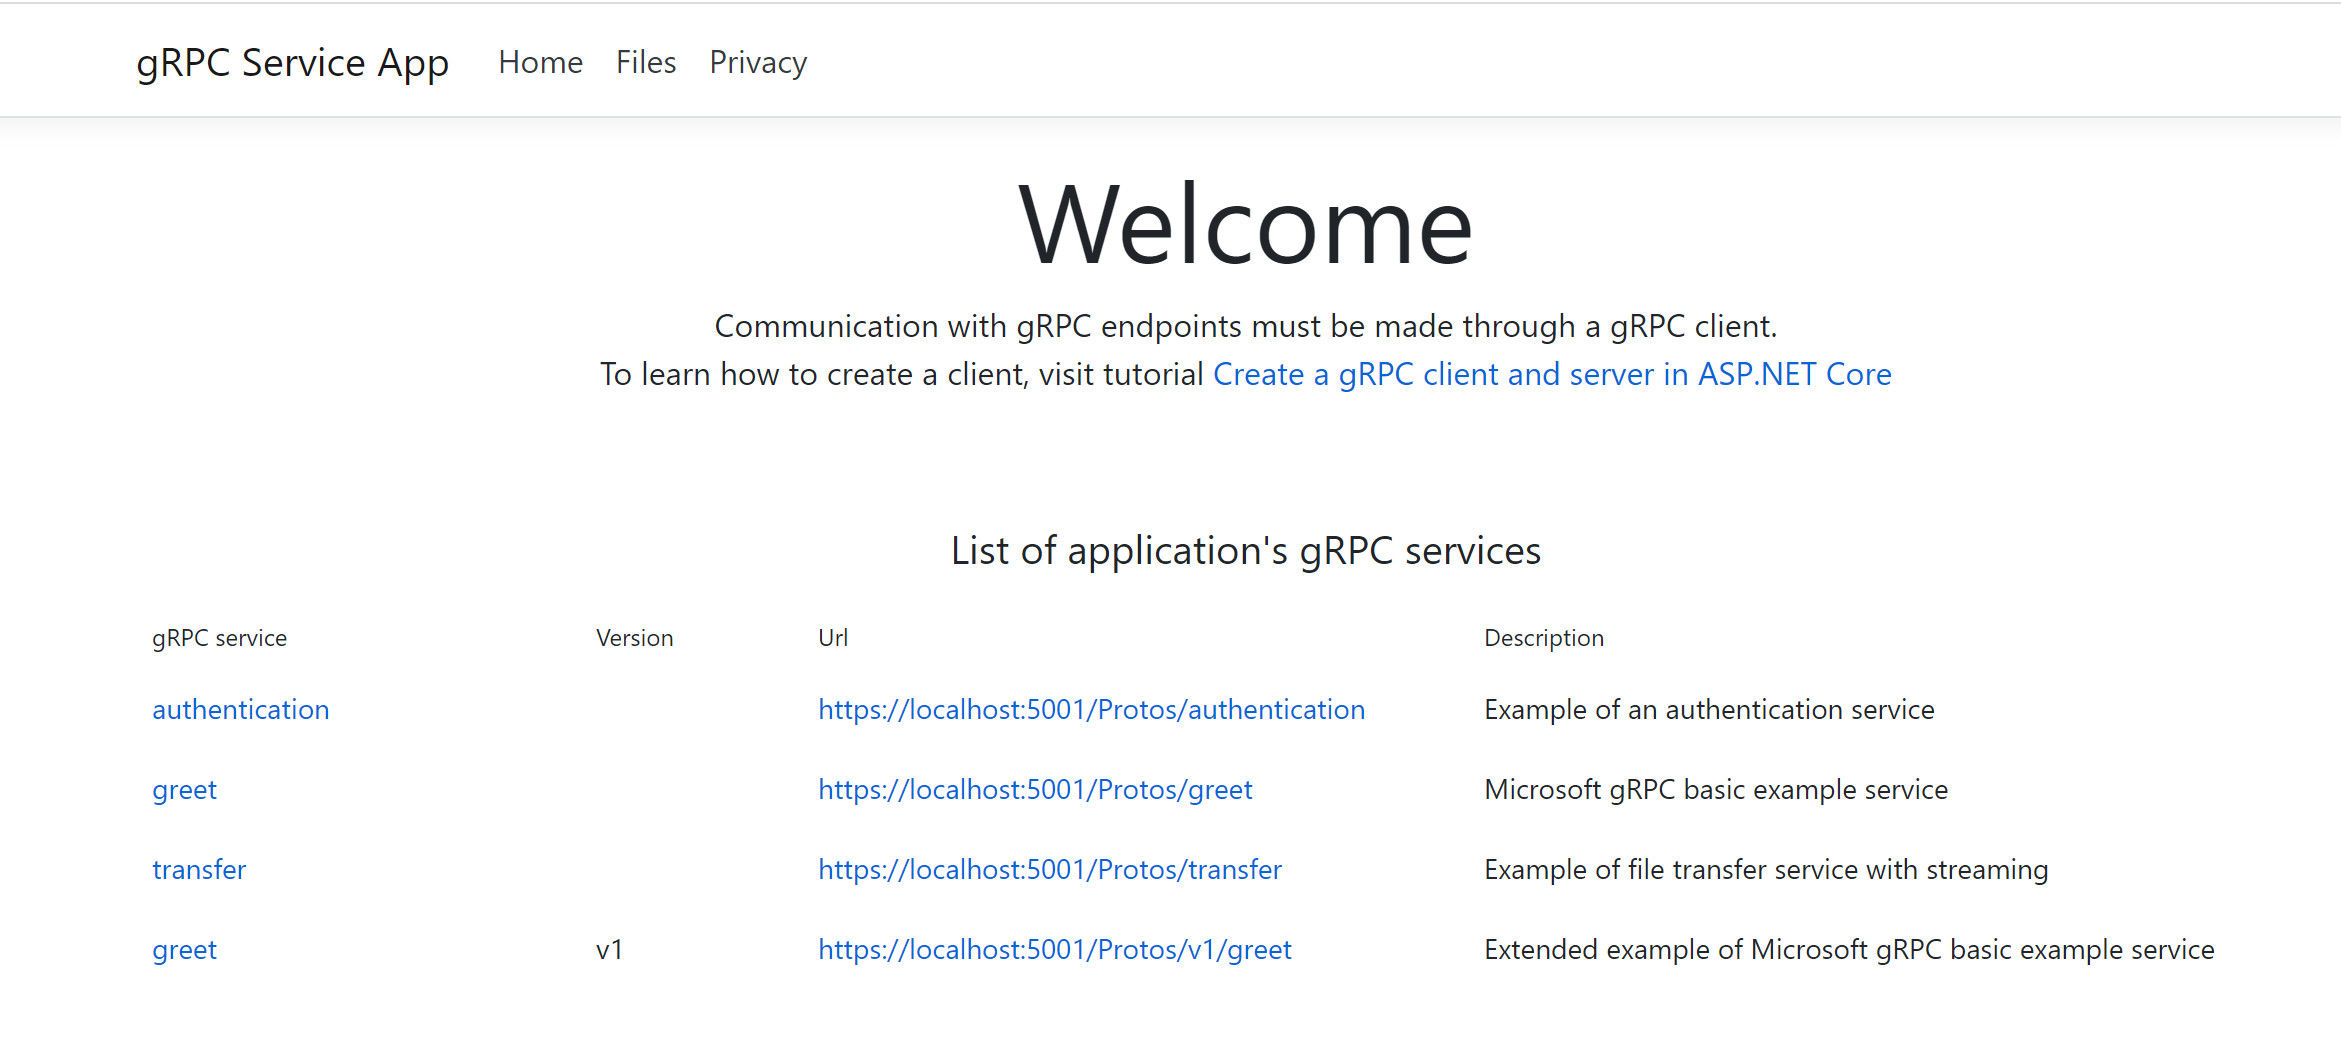 gRPC Service App Home Files Privacy
Welcome
Communication with gRPC endpoints must be made through a gRPC client.
To learn how to create a client, visit tutorial Create a gRPC client and server in ASP.NET Core
List of application's gRPC services
gRPC service Version Url Description
authentication https://localhost:5001/Protos/authentication Example of an authentication service
greet https://localhost:5001/Protos/greet Microsoft gRPC basic example service
transfer https://localhost:5001/Protos/transfer Example of file transfer service with streaming
greet v1 https://localhost:5001/Protos/v1/greet Extended example of Microsoft gRPC basic example service